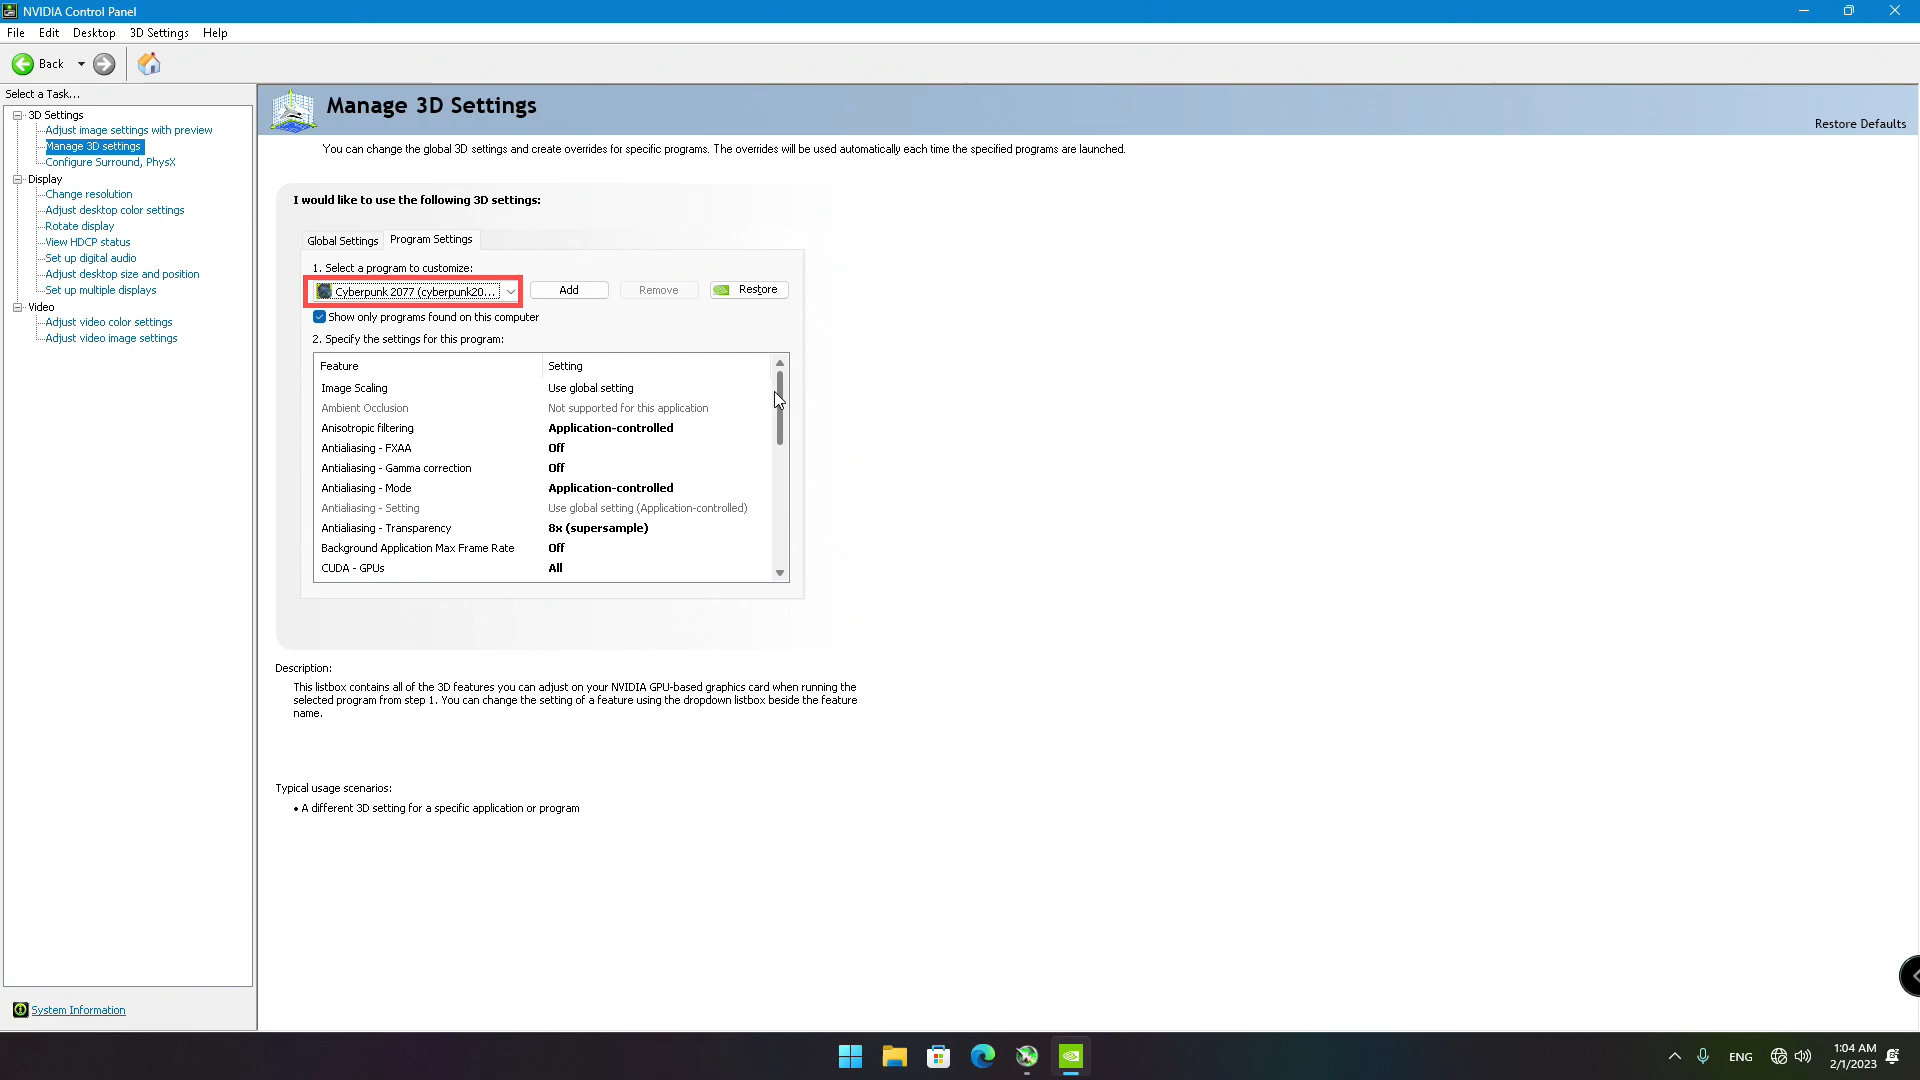 NVIDIA Control Panel
File Edit Desktop 3D Settings Help
Back
Select a Task...
3D Settings
Adjust image settings with preview
Manage 3D settings
Configure Surround, PhysX
Display
Change resolution
Adjust desktop color settings
Rotate display
View HDCP status
Set up digital audio
Adjust desktop size and position
Set up multiple displays
Video
Adjust video color settings
Adjust video image settings
System Information
Manage 3D Settings
Restore Defaults
You can change the global 3D settings and create overrides for specific programs. The overrides will be used automatically each time the specified programs are launched.
I would like to use the following 3D settings:
Global Settings Program Settings
1. Select a program to customize:
Cyberpunk 2077 (cyberpunk20... Add Remove Restore
Show only programs found on this computer
2. Specify the settings for this program:
Feature Setting
Image Scaling Use global setting
Ambient Occlusion Not supported for this application
Anisotropic filtering Application-controlled
Antialiasing - FXAA Off
Antialiasing - Gamma correction Off
Antialiasing - Mode Application-controlled
Antialiasing - Setting Use global setting (Application-controlled)
Antialiasing - Transparency 8x (supersample)
Background Application Max Frame Rate Off
CUDA - GPUs All
Description:
This listbox contains all of the 3D features you can adjust on your NVIDIA GPU-based graphics card when running the
selected program from step 1. You can change the setting of a feature using the dropdown listbox beside the feature
name.
Typical usage scenarios:
• A different 3D setting for a specific application or program
ENG
1:04 AM
2/1/2023